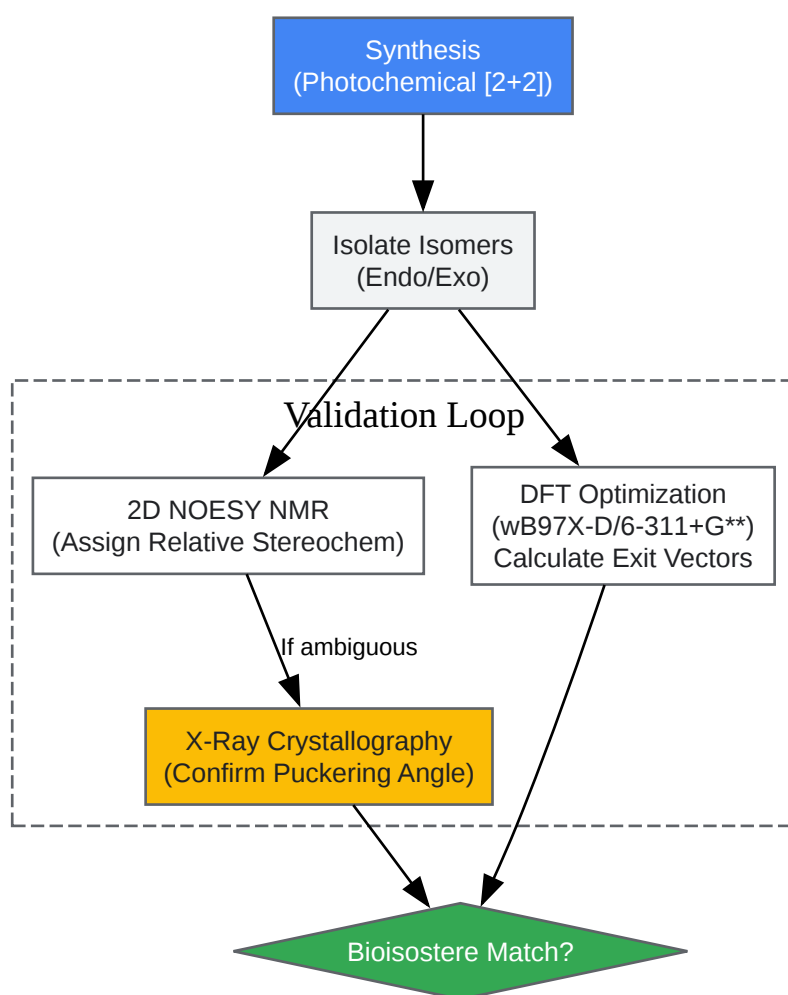 Synthesis
(Photochemical [2+2])
Isolate Isomers
(Endo/Exo)
Validation Loop
2D NOESY NMR
(Assign Relative Stereochem)
DFT Optimization
(wB97X-D/6-311+G**)
Calculate Exit Vectors
If ambiguous
X-Ray Crystallography
(Confirm Puckering Angle)
Bioisostere Match?